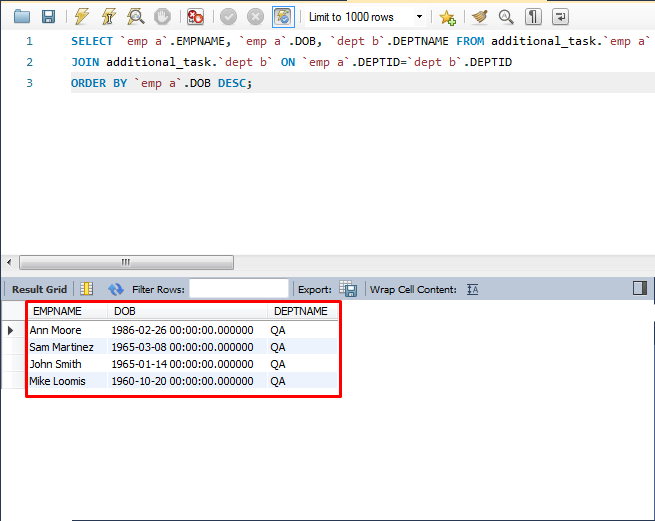 Limit to 1000 rows
1 SELECT `emp a`.EMPNAME, `emp a`.DOB, `dept b`.DEPTNAME FROM additional_task.`emp a`
2 JOIN additional_task.`dept b` ON `emp a`.DEPTID=`dept b`.DEPTID
3 ORDER BY `emp a`.DOB DESC;
Result Grid Filter Rows: Export: Wrap Cell Content:
EMPNAME DOB DEPTNAME
Ann Moore 1986-02-26 00:00:00.000000 QA
Sam Martinez 1965-03-08 00:00:00.000000 QA
John Smith 1965-01-14 00:00:00.000000 QA
Mike Loomis 1960-10-20 00:00:00.000000 QA